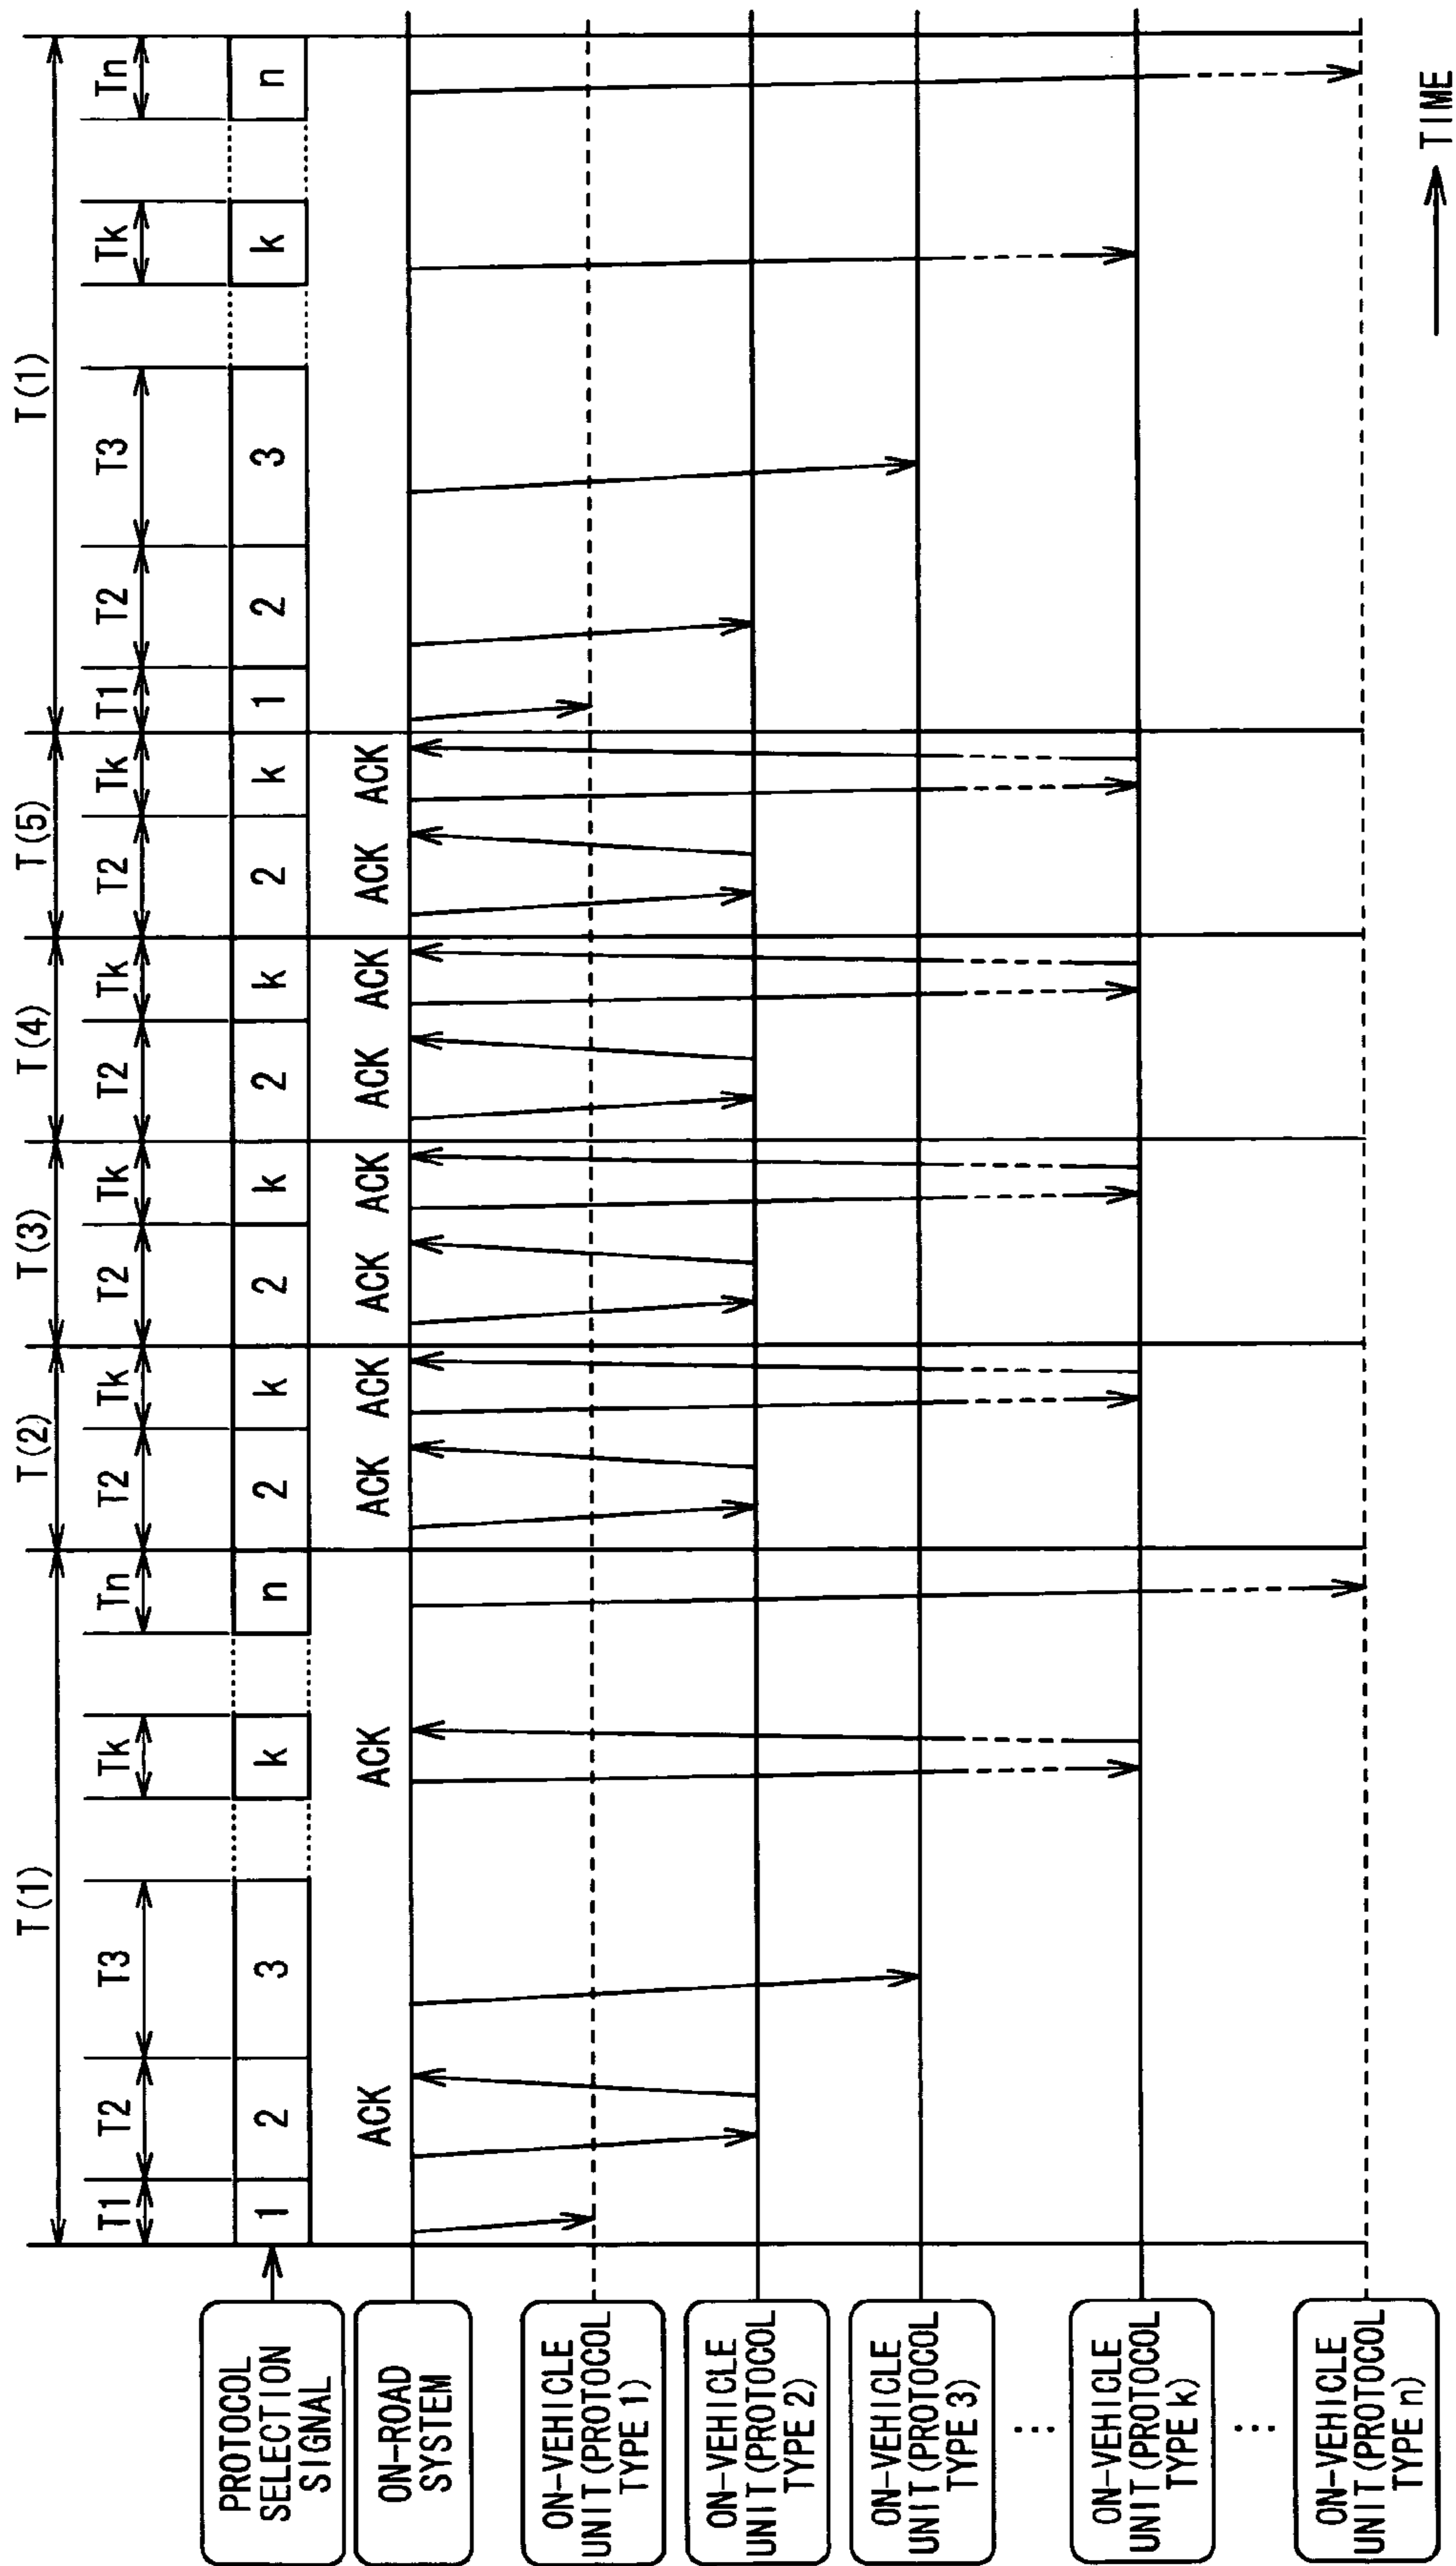 T(1)
T(2)
T(3)
T(4)
T(5)
T(1)
T1
T2
T3
Tk
Tn
T2
Tk
T2
Tk
T2
Tk
T2
Tk
T1
T2
T3
Tk
Tn
PROTOCOL
SELECTION
SIGNAL
1
2
3
k
n
2
k
2
k
2
k
2
k
1
2
3
k
n
ACK
ACK
ACK
ACK
ACK
ACK
ACK
ACK
ACK
ACK
ON-ROAD
SYSTEM
ON-VEHICLE
UNIT(PROTOCOL
TYPE 1)
ON-VEHICLE
UNIT(PROTOCOL
TYPE 2)
ON-VEHICLE
UNIT(PROTOCOL
TYPE 3)
...
ON-VEHICLE
UNIT(PROTOCOL
TYPE k)
...
ON-VEHICLE
UNIT(PROTOCOL
TYPE n)
TIME